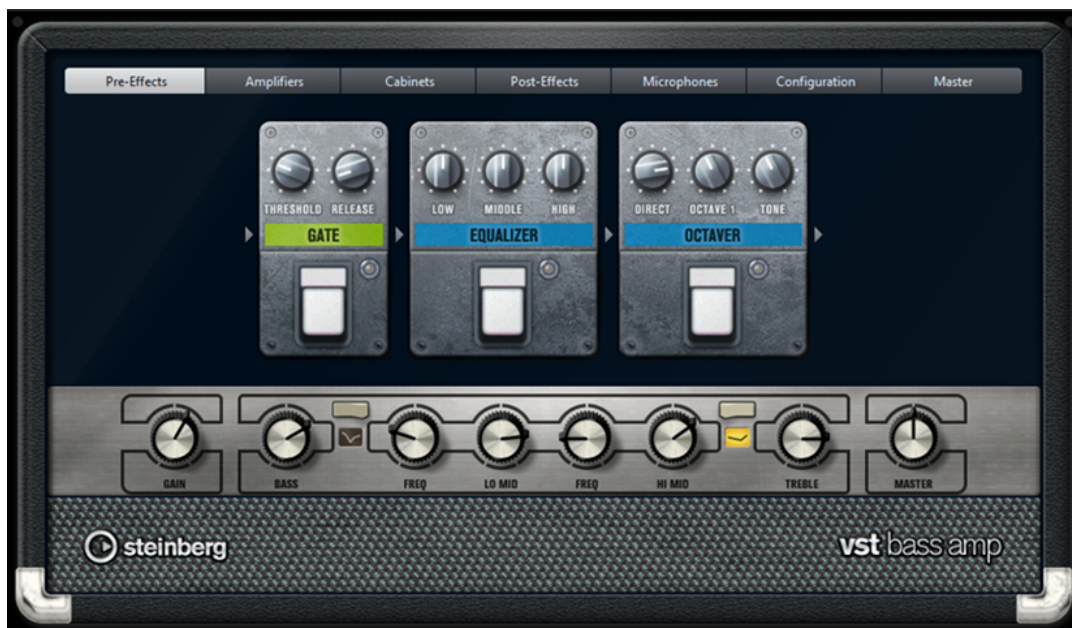 Pre-Effects Amplifiers Cabinets Post-Effects Microphones Configuration Master
THRESHOLD RELEASE LOW MIDDLE HIGH DIRECT OCTAVE 1 TONE
GATE EQUALIZER OCTAVER
GAIN BASS FREQ LO MID FREQ HI MID TREBLE MASTER
steinberg vst bass amp